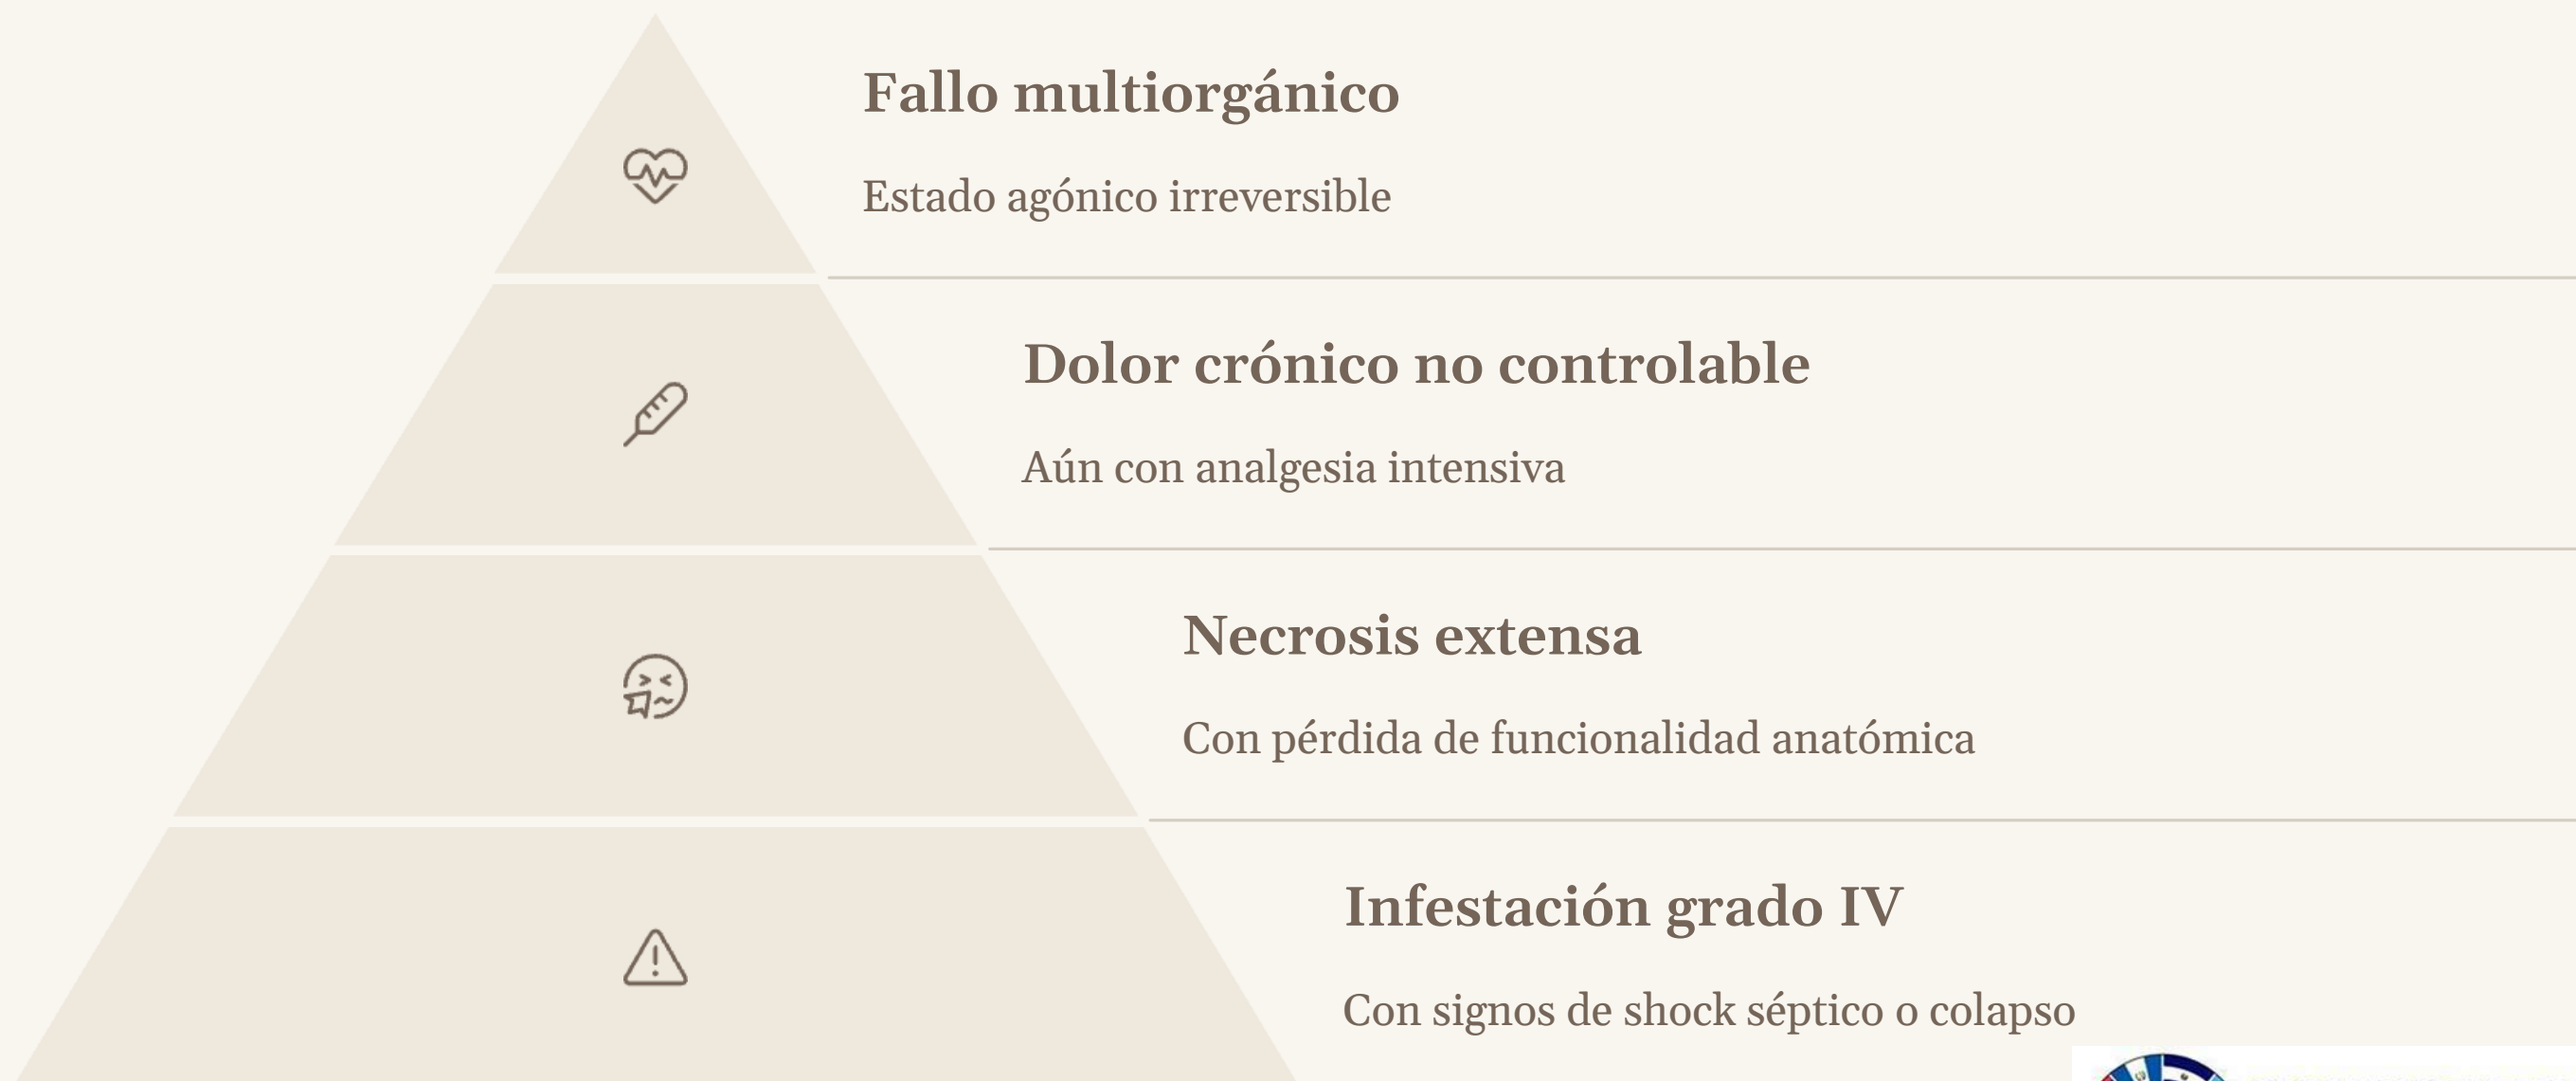 Fallo multiorgánico
Estado agónico irreversible
Dolor crónico no controlable
Aún con analgesia intensiva
Necrosis extensa
Con pérdida de funcionalidad anatómica
Infestación grado IV
Con signos de shock séptico o colapso